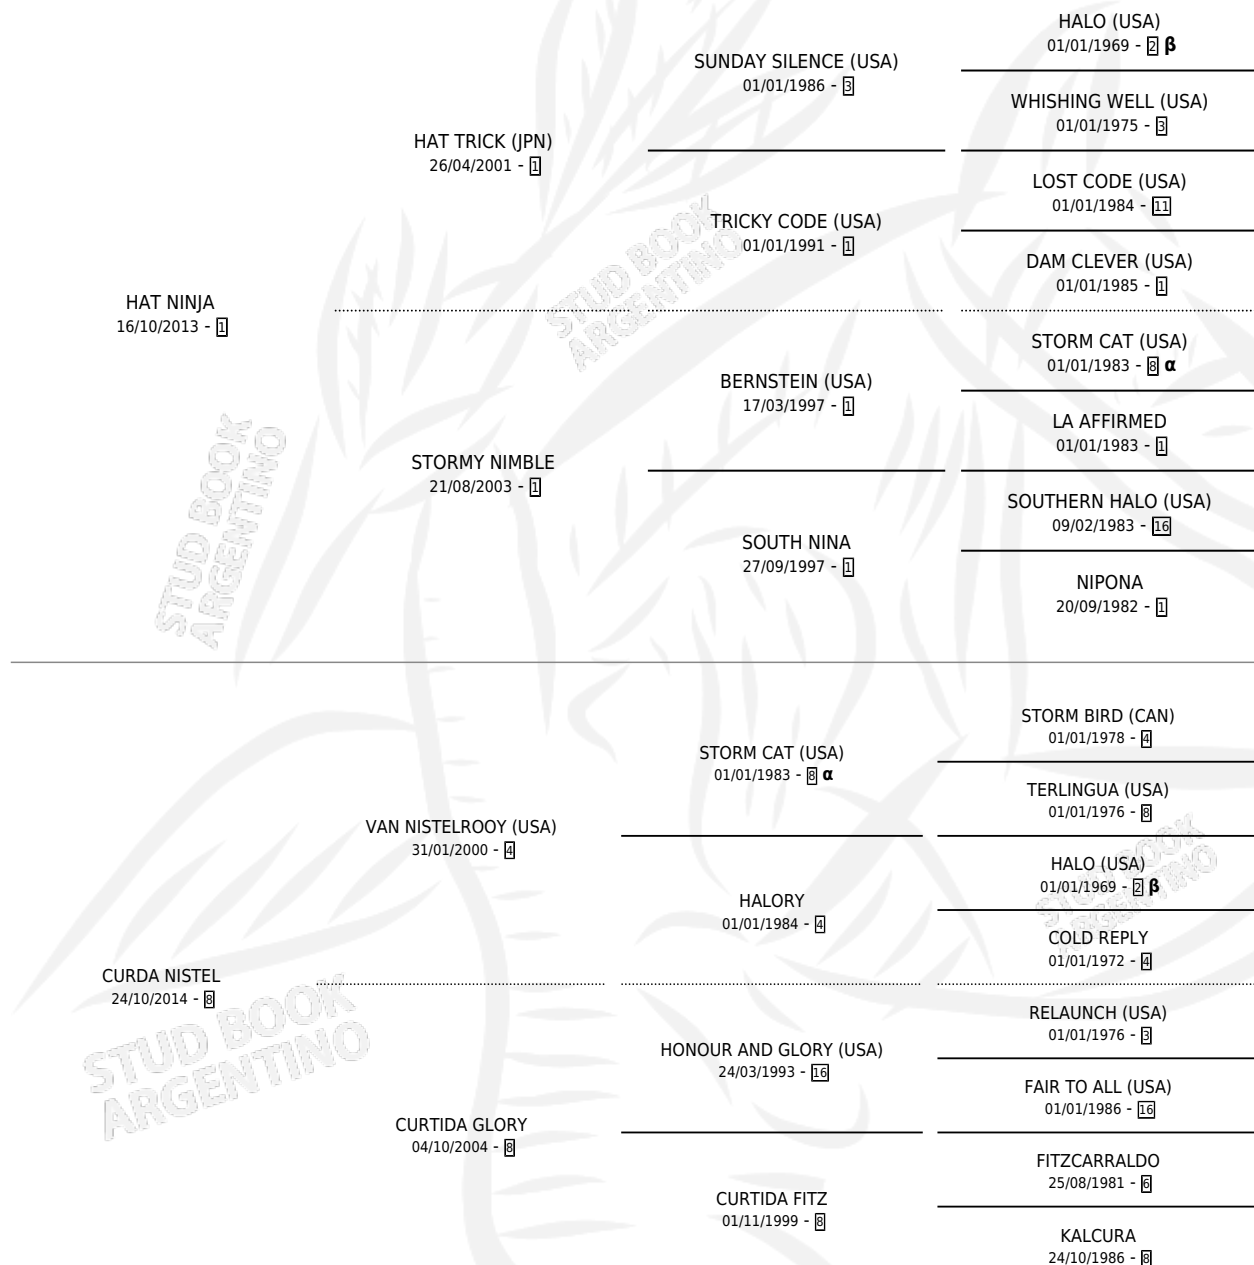 HALO (USA)
01/01/1969 - 2 β
SUNDAY SILENCE (USA)
01/01/1986 - 3
WHISHING WELL (USA)
01/01/1975 - 3
HAT TRICK (JPN)
26/04/2001 - 1
LOST CODE (USA)
01/01/1984 - 11
TRICKY CODE (USA)
01/01/1991 - 1
DAM CLEVER (USA)
01/01/1985 - 1
HAT NINJA
16/10/2013 - 1
STORM CAT (USA)
01/01/1983 - 8 α
BERNSTEIN (USA)
17/03/1997 - 1
LA AFFIRMED
01/01/1983 - 1
STORMY NIMBLE
21/08/2003 - 1
SOUTHERN HALO (USA)
09/02/1983 - 16
SOUTH NINA
27/09/1997 - 1
NIPONA
20/09/1982 - 1
STORM BIRD (CAN)
01/01/1978 - 4
STORM CAT (USA)
01/01/1983 - 8 α
TERLINGUA (USA)
01/01/1976 - 8
VAN NISTELROOY (USA)
31/01/2000 - 4
HALO (USA)
01/01/1969 - 2 β
HALORY
01/01/1984 - 4
COLD REPLY
01/01/1972 - 4
CURDA NISTEL
24/10/2014 - 8
RELAUNCH (USA)
01/01/1976 - 3
HONOUR AND GLORY (USA)
24/03/1993 - 16
FAIR TO ALL (USA)
01/01/1986 - 16
CURTIDA GLORY
04/10/2004 - 8
FITZCARRALDO
25/08/1981 - 6
CURTIDA FITZ
01/11/1999 - 8
KALCURA
24/10/1986 - 8
STUD BOOK
ARGENTINO
STUD BOOK
ARGENTINO
STUD BOOK
ARGENTINO
STUD BOOK
ARGENTINO